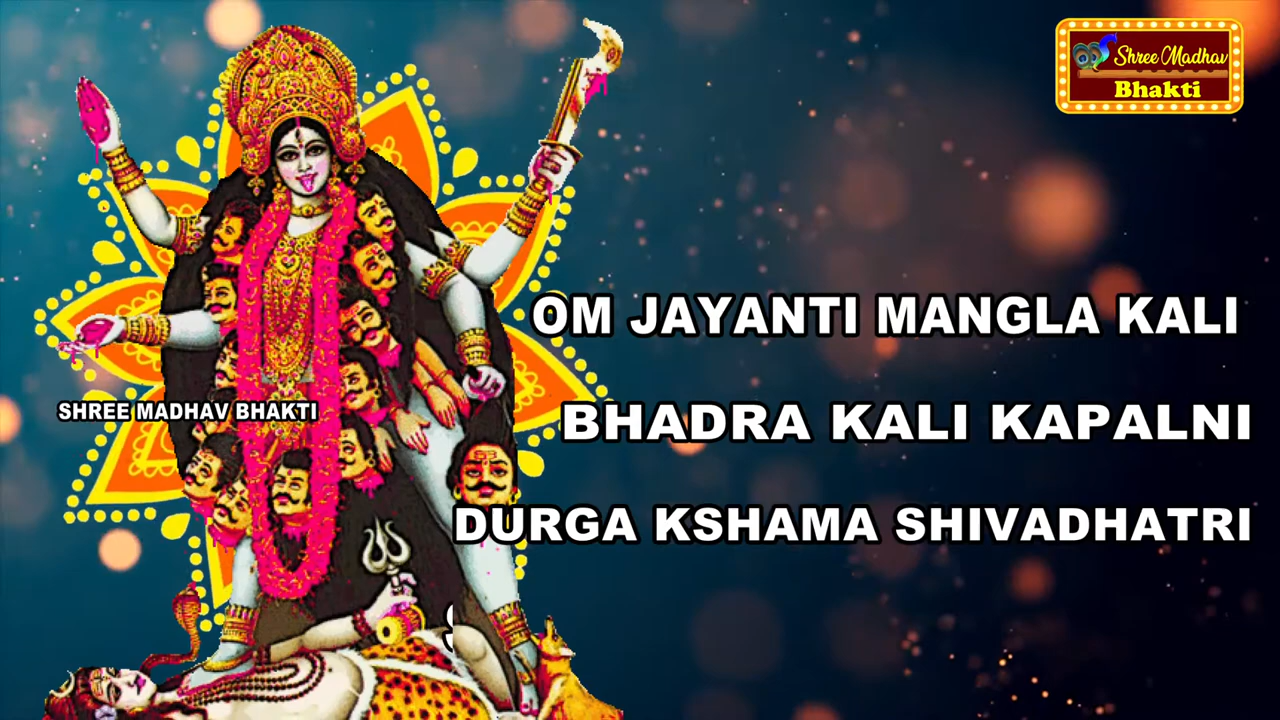 Shree Madhav
Bhakti
OM JAYANTI MANGLA KALI
SHREE MADHAV BHAKTI
BHADRA KALI KAPALNI
DURGA KSHAMA SHIVADHATRI